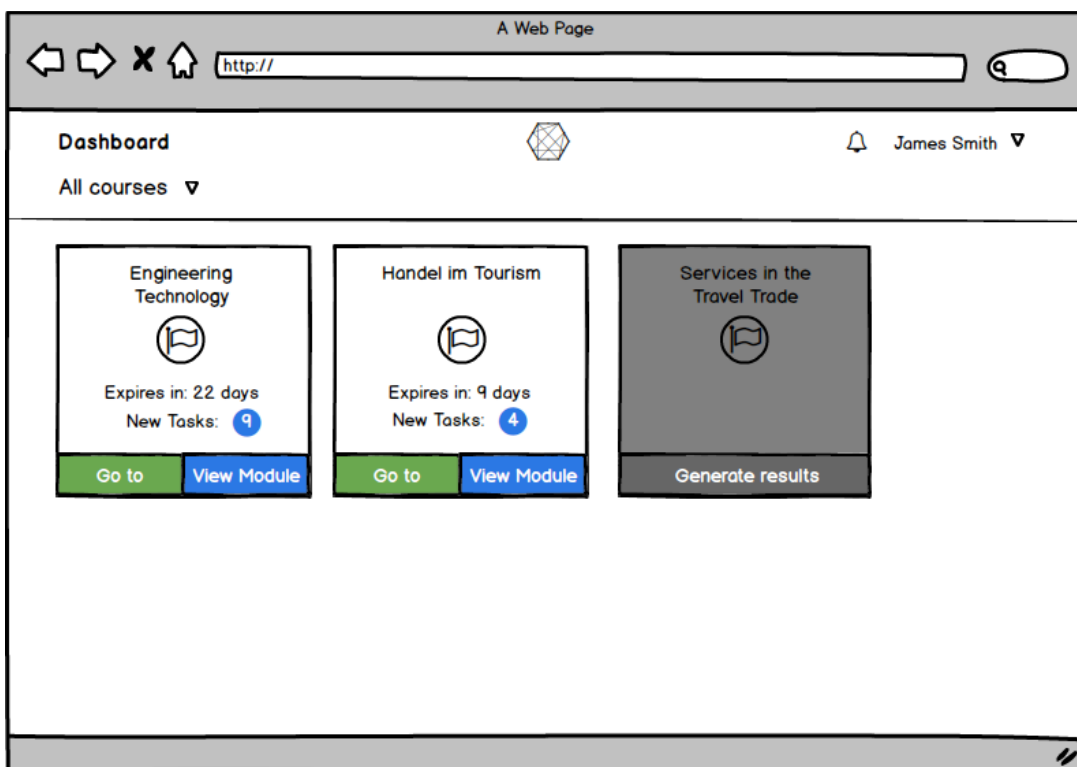 A Web Page
http://
Dashboard
James Smith
All courses
Engineering
Technology
Expires in: 22 days
New Tasks: 9
Go to
View Module
Handel im Tourism
Expires in: 9 days
New Tasks: 4
Go to
View Module
Services in the
Travel Trade
Generate results